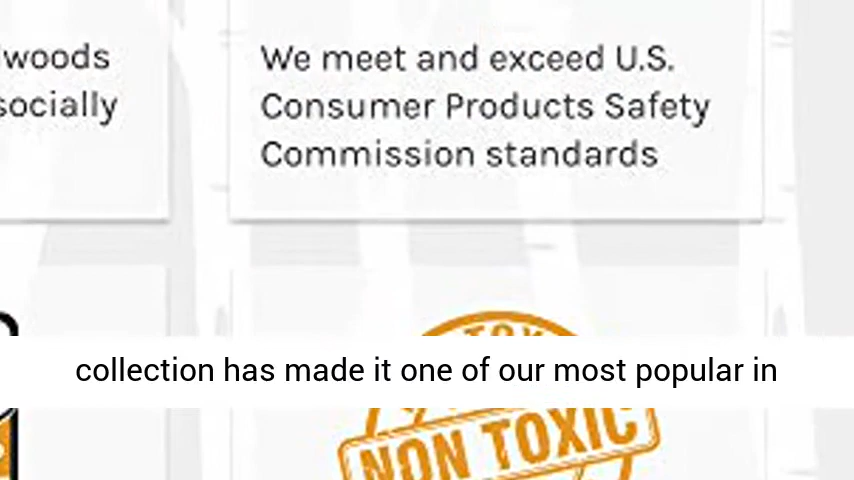 woods
socially
We meet and exceed U.S.
Consumer Products Safety
Commission standards
collection has made it one of our most popular in
NON TOXIC